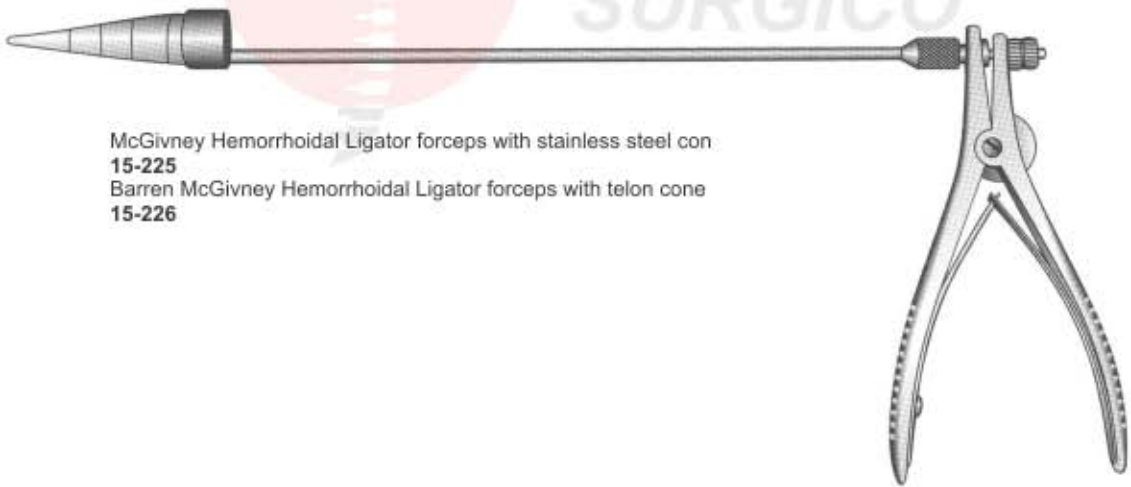 SURGICO
McGivney Hemorrhoidal Ligator forceps with stainless steel con
15-225
Barren McGivney Hemorrhoidal Ligator forceps with telon cone
15-226